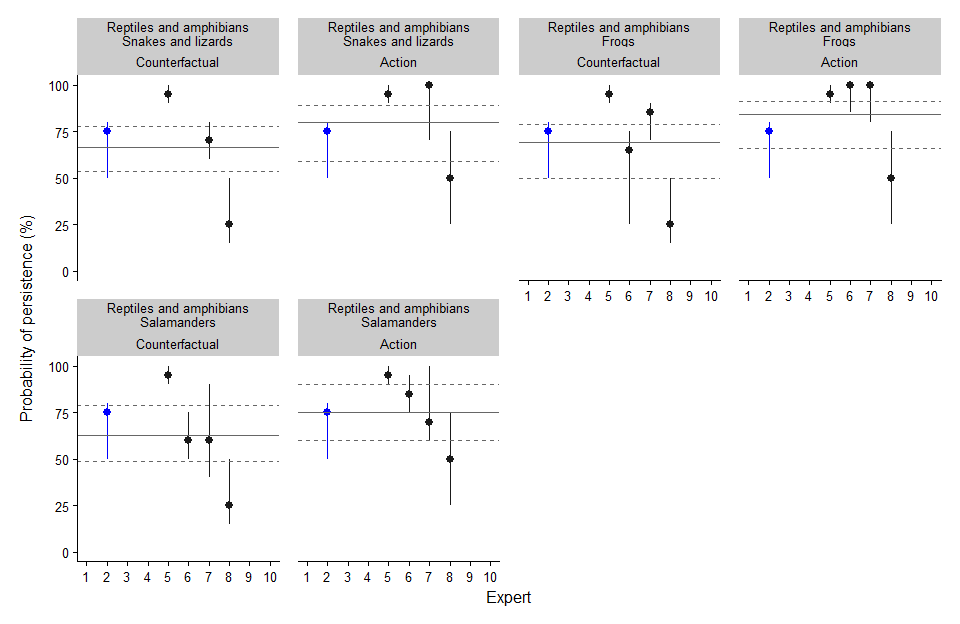 Reptiles and amphibians
Snakes and lizards
Counterfactual
Reptiles and amphibians
Snakes and lizards
Action
Reptiles and amphibians
Frogs
Counterfactual
Reptiles and amphibians
Frogs
Action
100
75
50
25
0
1 2 3 4 5 6 7 8 9 10
1 2 3 4 5 6 7 8 9 10
Reptiles and amphibians
Salamanders
Counterfactual
Reptiles and amphibians
Salamanders
Action
100
75
50
25
0
1 2 3 4 5 6 7 8 9 10
1 2 3 4 5 6 7 8 9 10
Probability of persistence (%)
Expert